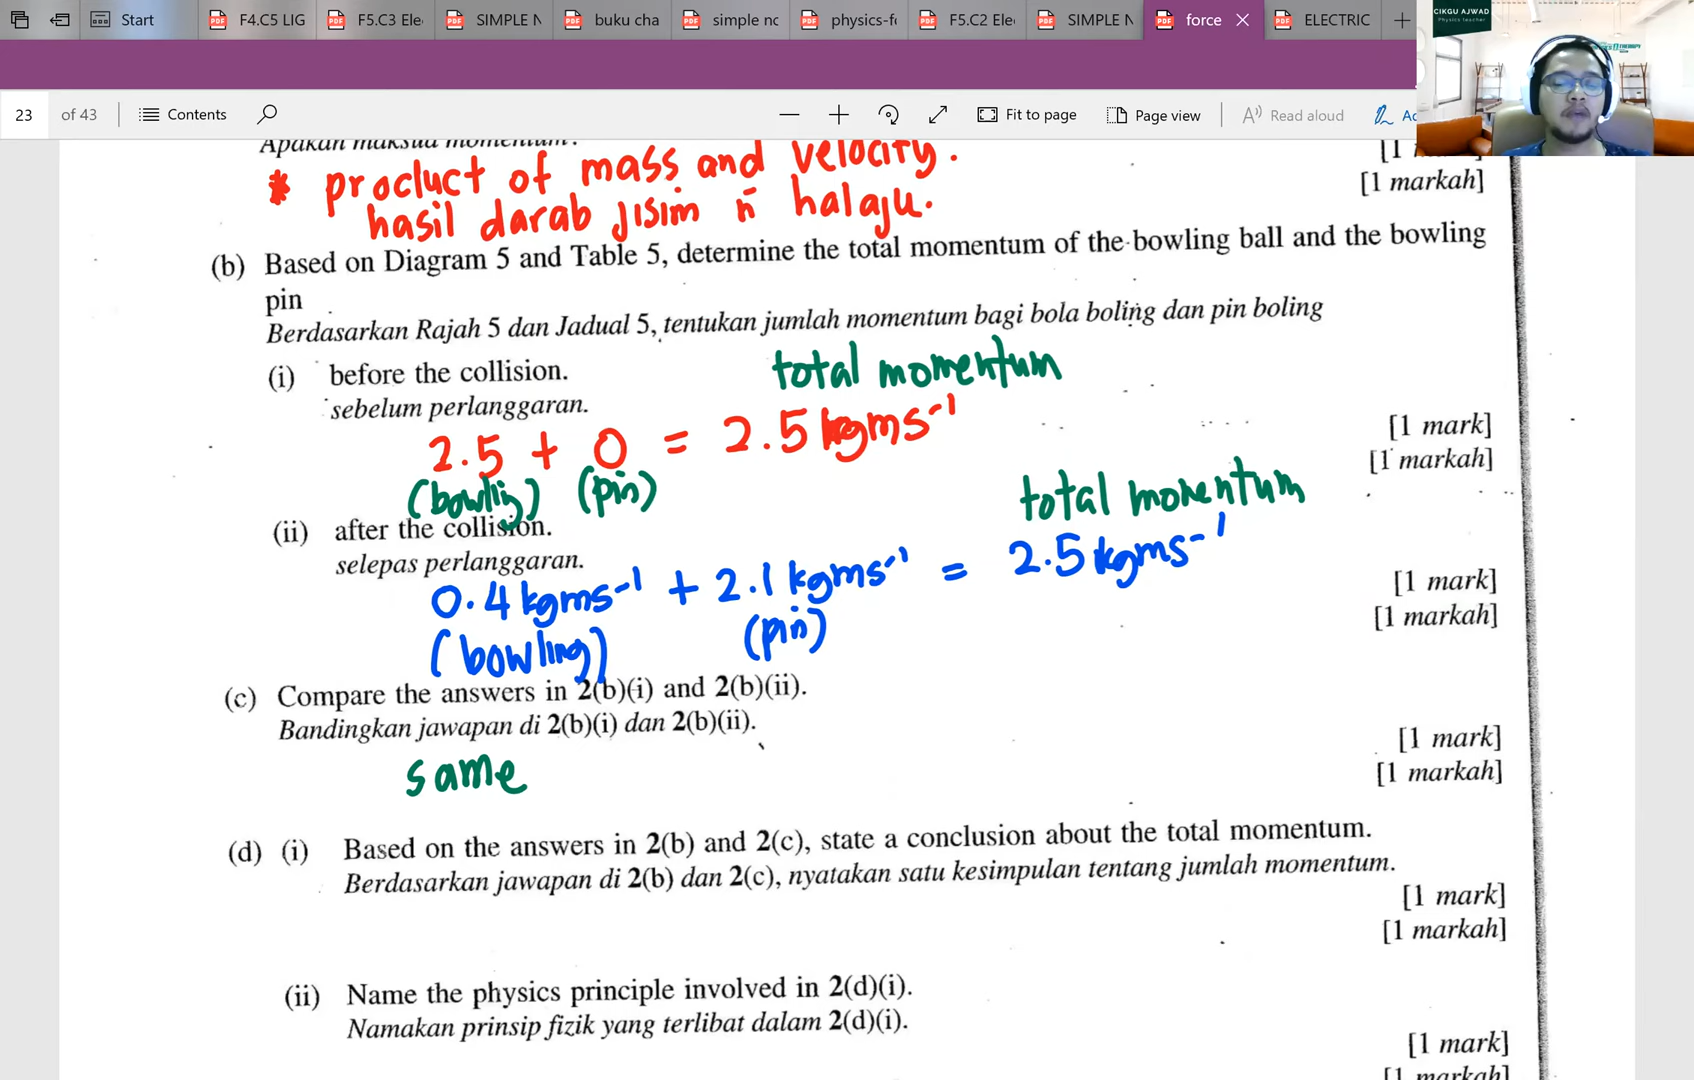 Start
F4.C5 LIG
F5.C3 Ele
SIMPLE N
buku cha
simple nc
physics-fo
F5.C2 Ele
SIMPLE N
force
ELECTRIC
CIKGU AJWAD
Physics teacher
23 of 43
Contents
Fit to page
Page view
Read aloud
Apakah maksud momentum?
[1 markah]
* product of mass and velocity.
hasil darab jisim n halaju.
(b) Based on Diagram 5 and Table 5, determine the total momentum of the bowling ball and the bowling
pin
Berdasarkan Rajah 5 dan Jadual 5, tentukan jumlah momentum bagi bola boling dan pin boling
(i) before the collision.
total momentum
sebelum perlanggaran.
2.5 + 0 = 2.5 kgms⁻¹
[1 mark]
[1 markah]
(bowling) (pin)
total momentum
(ii) after the collision.
selepas perlanggaran.
0.4 kgms⁻¹ + 2.1 kgms⁻¹ = 2.5 kgms⁻¹
[1 mark]
[1 markah]
(bowling) (pin)
(c) Compare the answers in 2(b)(i) and 2(b)(ii).
Bandingkan jawapan di 2(b)(i) dan 2(b)(ii).
[1 mark]
[1 markah]
same
(d) (i) Based on the answers in 2(b) and 2(c), state a conclusion about the total momentum.
Berdasarkan jawapan di 2(b) dan 2(c), nyatakan satu kesimpulan tentang jumlah momentum.
[1 mark]
[1 markah]
(ii) Name the physics principle involved in 2(d)(i).
Namakan prinsip fizik yang terlibat dalam 2(d)(i).
[1 mark]
[1 markah]